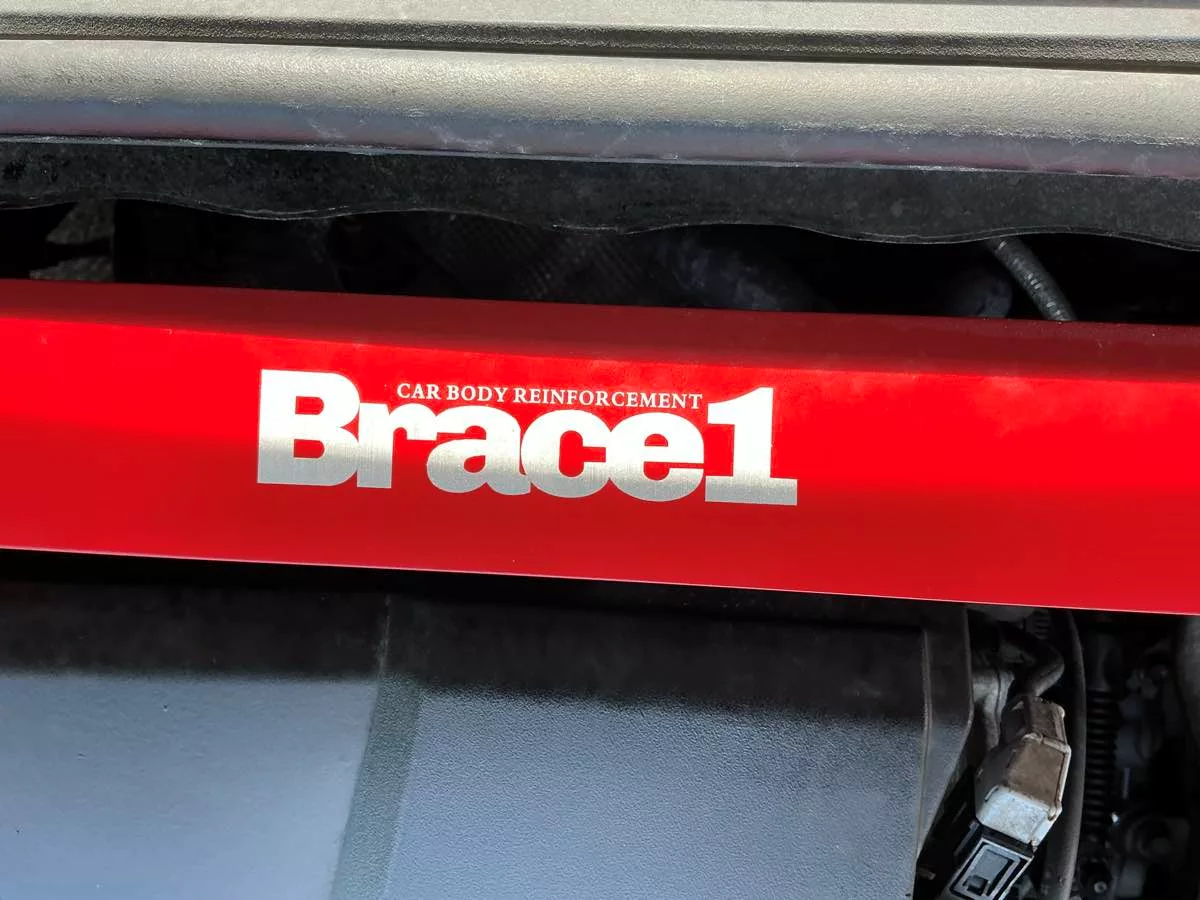 CAR BODY REINFORCEMENT
Brace1